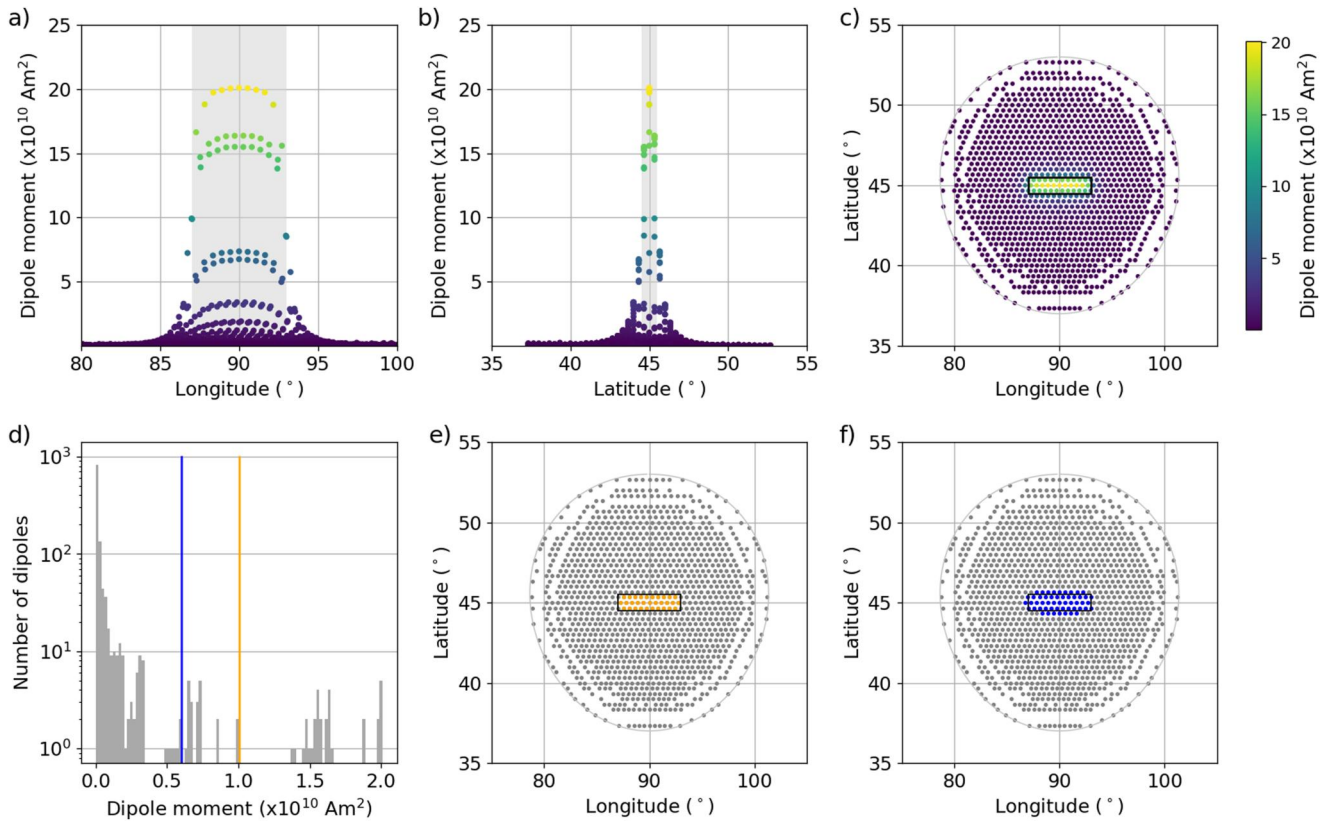 a)
25
20
15
10
5
Dipole moment (x10¹⁰ Am²)
80 85 90 95 100
Longitude (°)
b)
25
20
15
10
5
Dipole moment (x10¹⁰ Am²)
35 40 45 50 55
Latitude (°)
c)
55
50
45
40
35
Latitude (°)
80 90 100
Longitude (°)
20
15
10
5
Dipole moment (x10¹⁰ Am²)
d)
10³
10²
10¹
10⁰
Number of dipoles
0.0 0.5 1.0 1.5 2.0
Dipole moment (x10¹⁰ Am²)
e)
55
50
45
40
35
Latitude (°)
80 90 100
Longitude (°)
f)
55
50
45
40
35
Latitude (°)
80 90 100
Longitude (°)